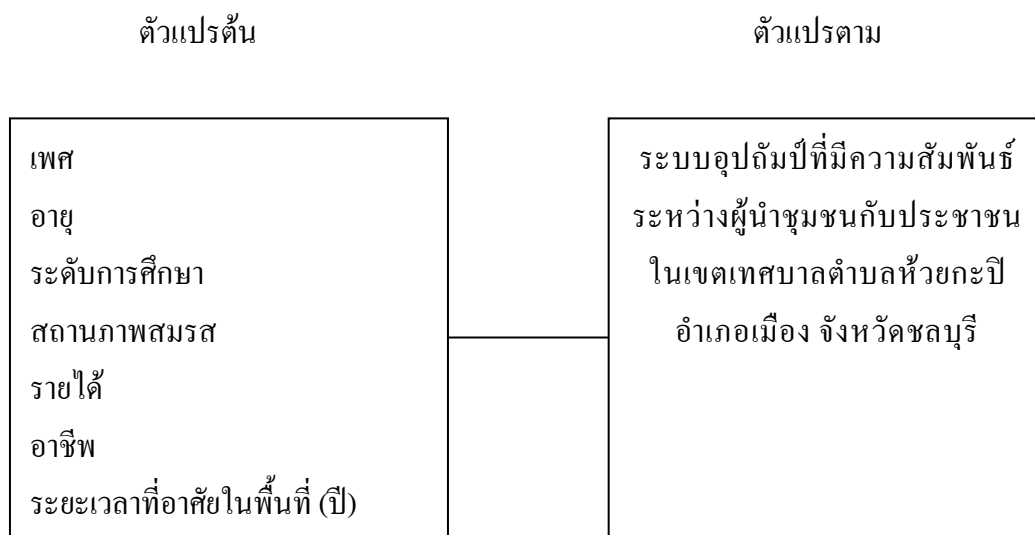 ตัวแปรต้น
ตัวแปรตาม
เพศ
อายุ
ระดับการศึกษา
สถานภาพสมรส
รายได้
อาชีพ
ระยะเวลาที่อาศัยในพื้นที่ (ปี)
ระบบอุปถัมป์ที่มีความสัมพันธ์
ระหว่างผู้นำชุมชนกับประชาชน
ในเขตเทศบาลตำบลห้วยกะปิ
อำเภอเมือง จังหวัดชลบุรี